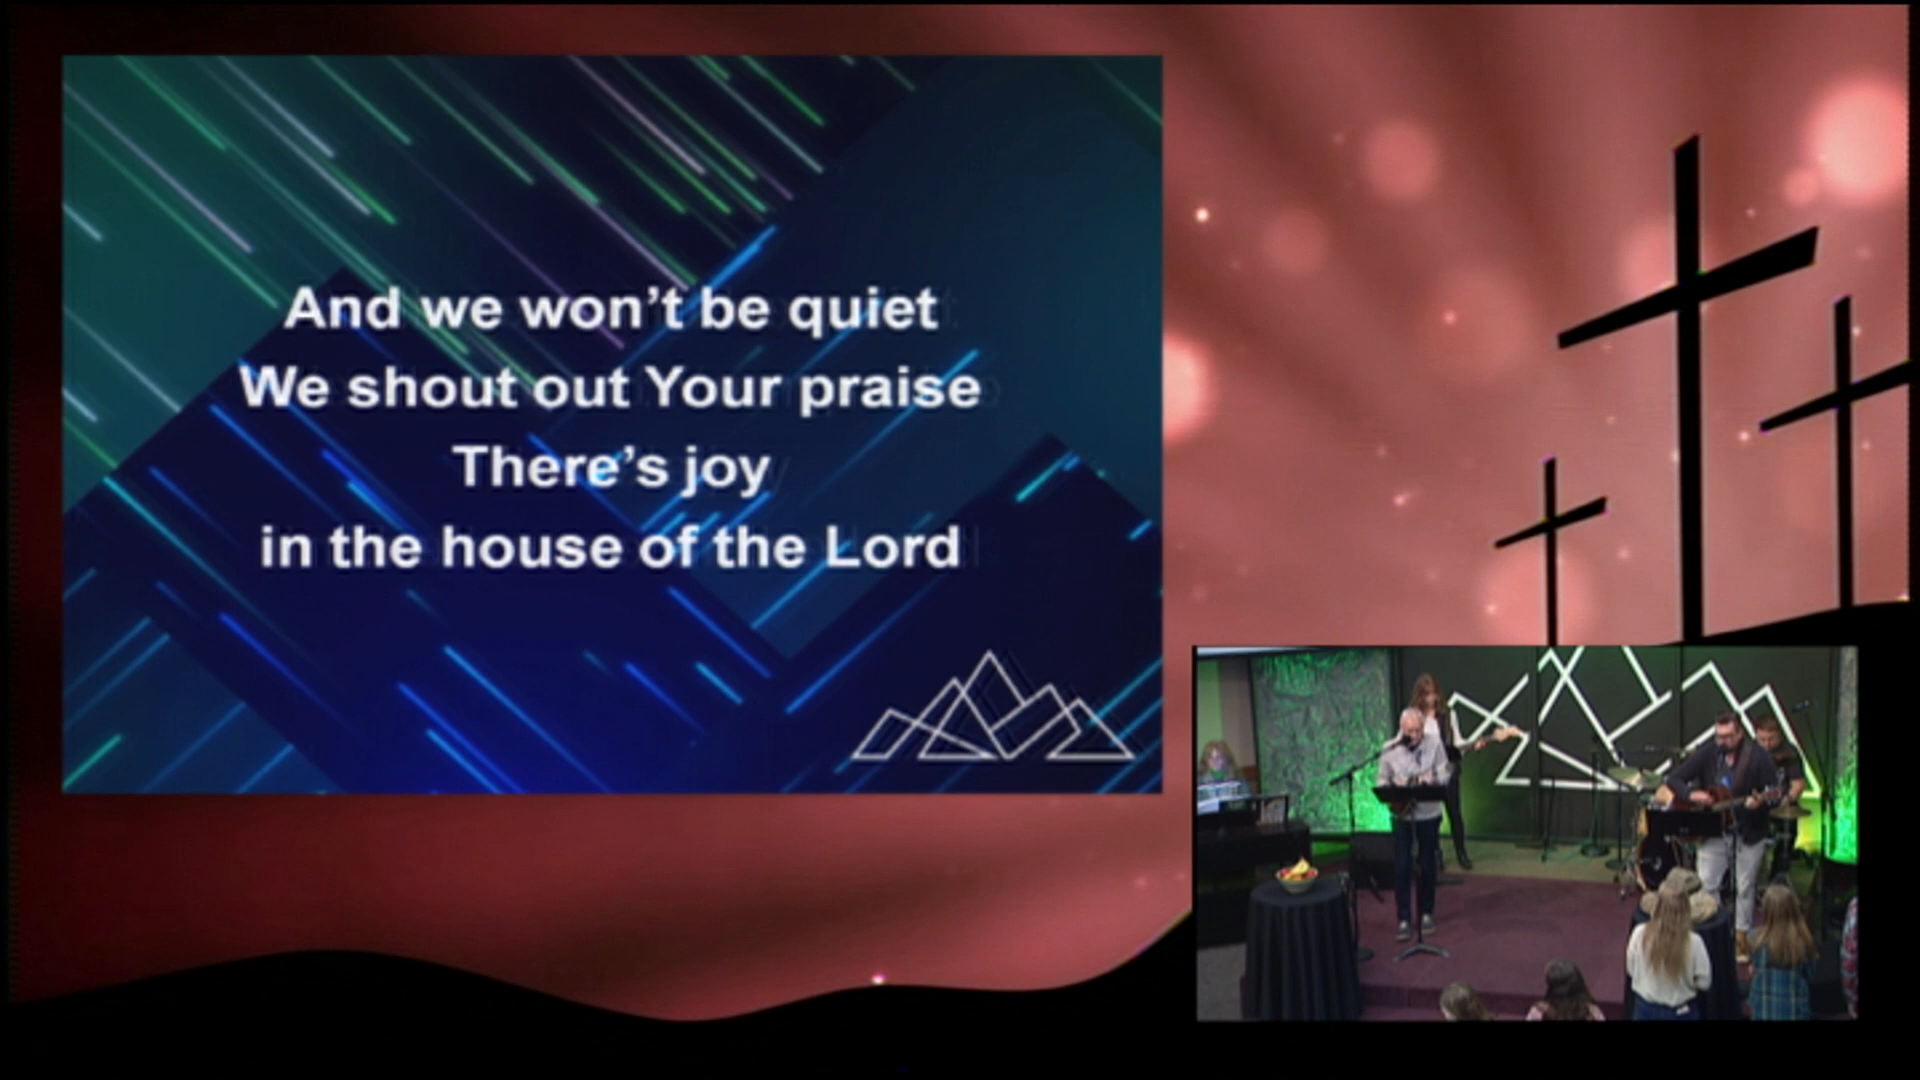 And we won’t be quiet
We shout out Your praise
There’s joy
in the house of the Lord